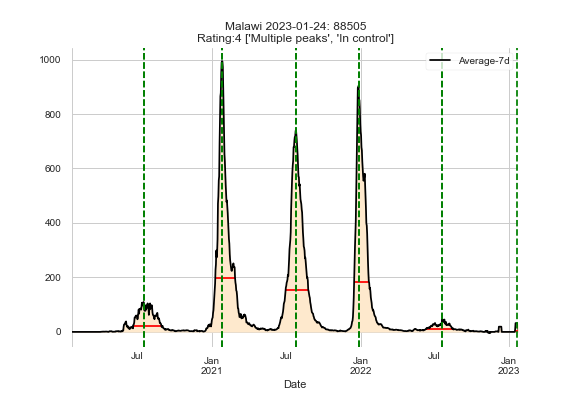 Malawi 2023-01-24: 88505
Rating:4 ['Multiple peaks', 'In control']
Average-7d
1000
800
600
400
200
0
Jul
Jan
2021
Jul
Jan
2022
Jul
Jan
2023
Date